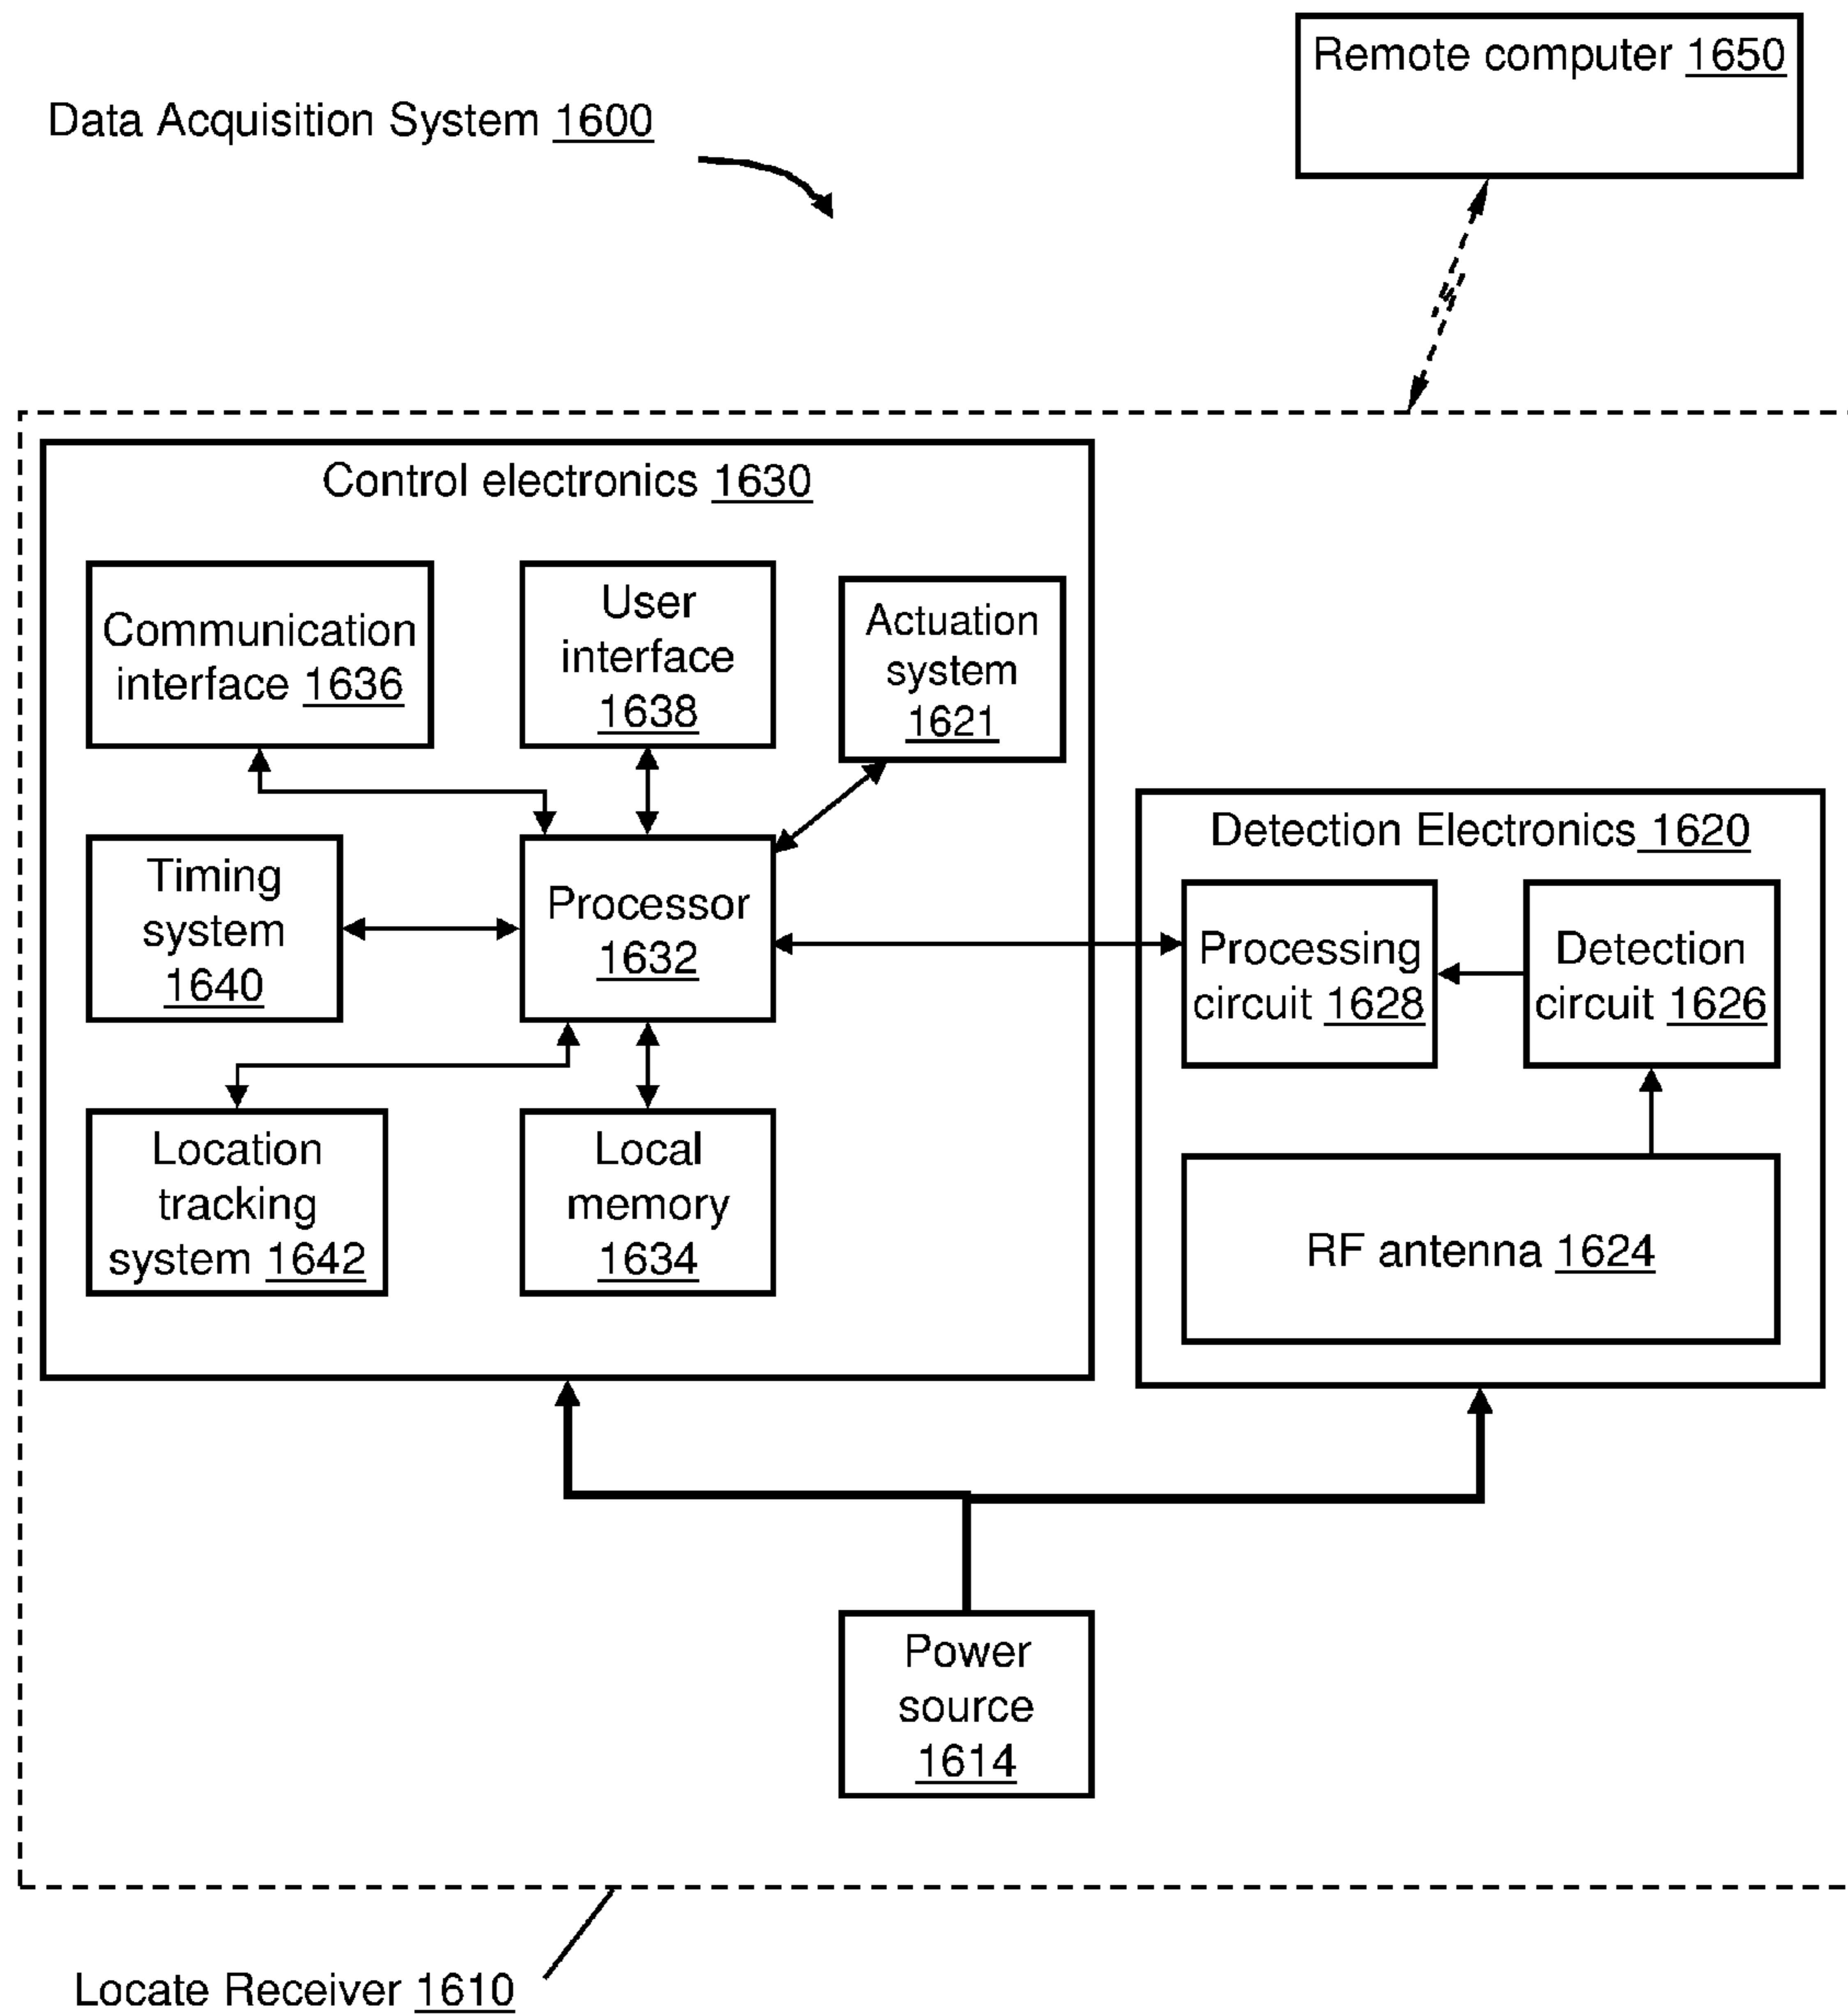 Remote computer 1650
Data Acquisition System 1600
Control electronics 1630
Communication
interface 1636
User
interface
1638
Actuation
system
1621
Timing
system
1640
Processor
1632
Location
tracking
system 1642
Local
memory
1634
Detection Electronics 1620
Processing
circuit 1628
Detection
circuit 1626
RF antenna 1624
Power
source
1614
Locate Receiver 1610